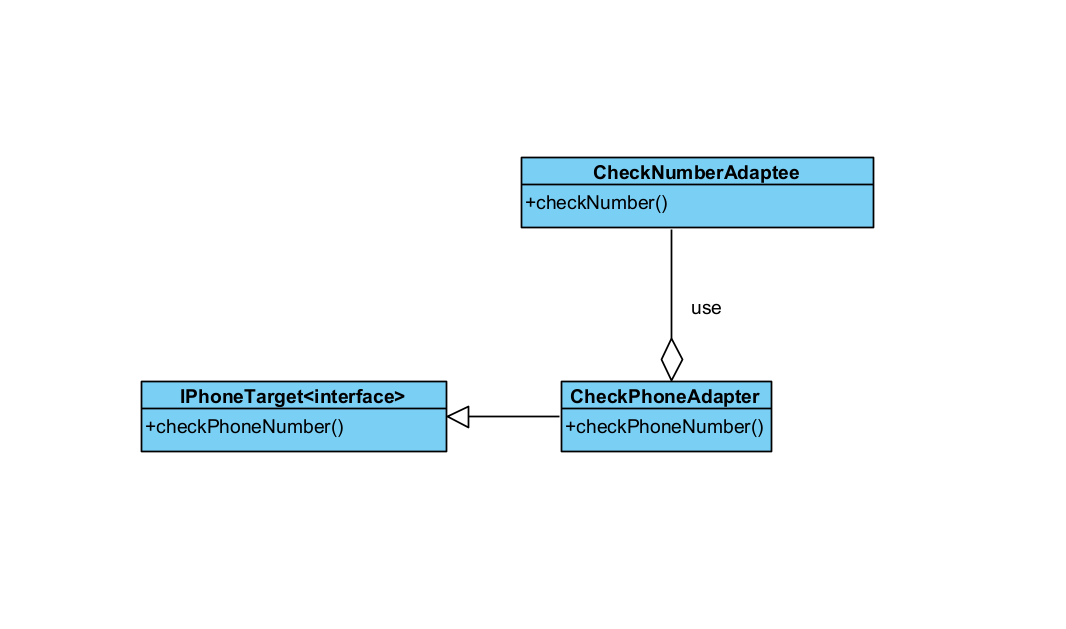 CheckNumberAdaptee
+checkNumber()
use
IPhoneTarget<interface>
+checkPhoneNumber()
CheckPhoneAdapter
+checkPhoneNumber()